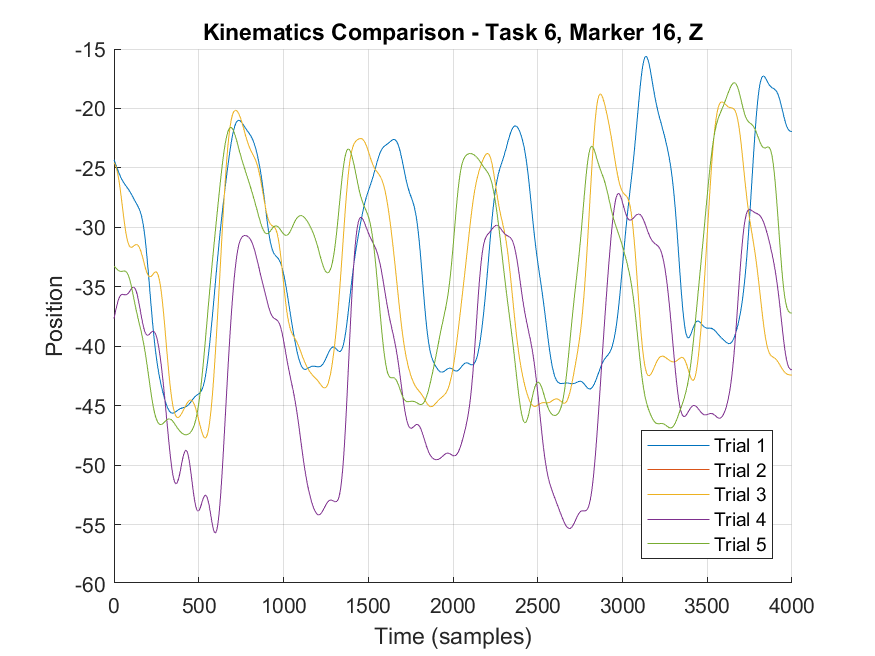 Kinematics Comparison - Task 6, Marker 16, Z
-15
-20
-25
-30
-35
-40
-45
-50
-55
-60
Position
0 500 1000 1500 2000 2500 3000 3500 4000
Time (samples)
Trial 1
Trial 2
Trial 3
Trial 4
Trial 5